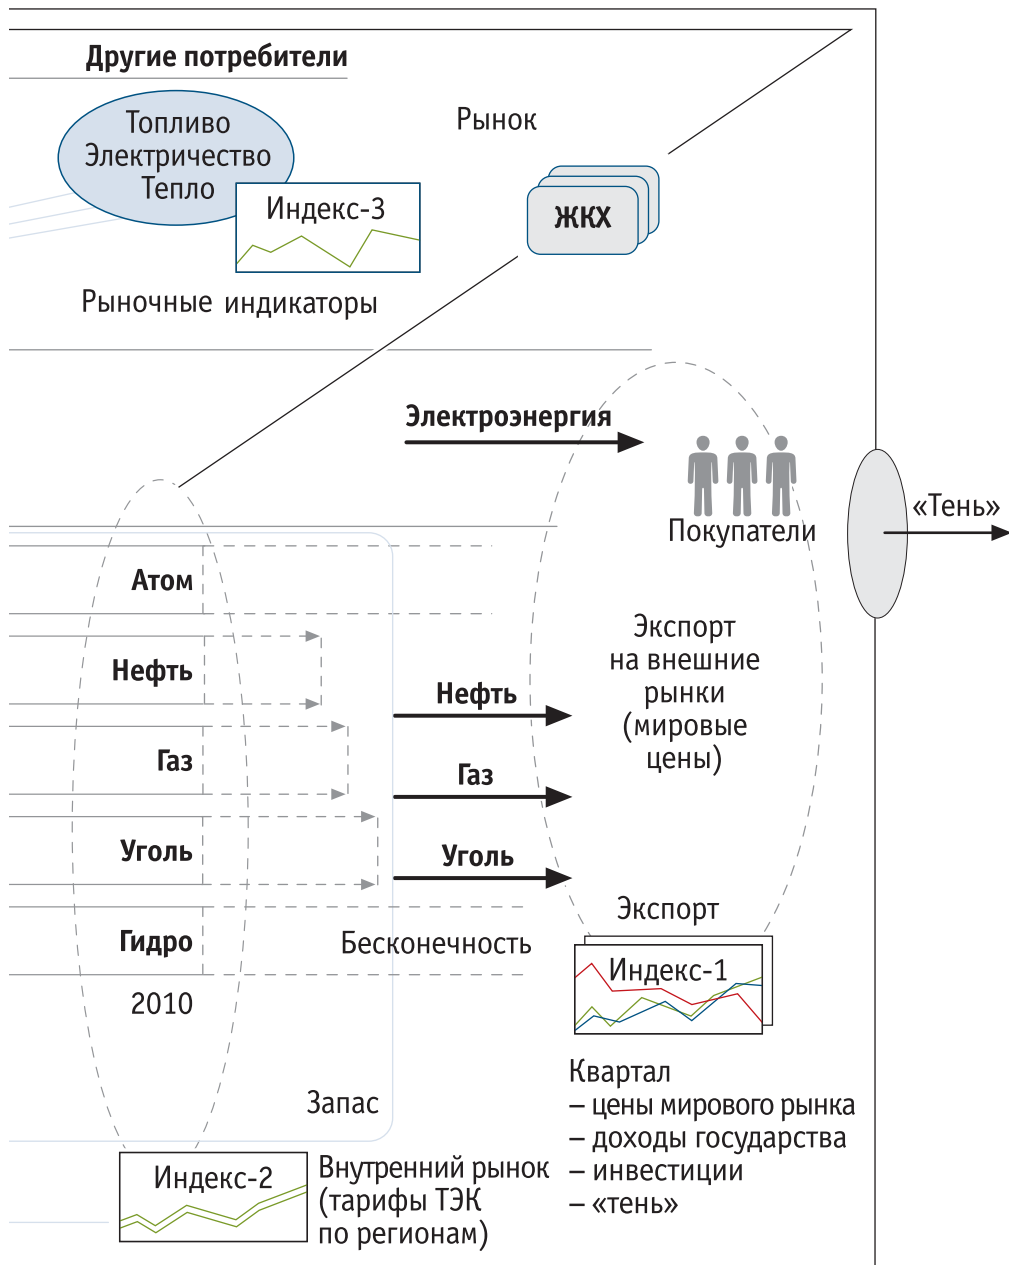 Другие потребители
Топливо
Электричество
Тепло
Индекс-3
Рыночные индикаторы
Рынок
ЖКХ
Электроэнергия
Покупатели
«Тень»
Атом
Нефть
Газ
Уголь
Гидро
2010
Нефть
Газ
Уголь
Бесконечность
Запас
Экспорт
на внешние
рынки
(мировые
цены)
Экспорт
Индекс-1
Квартал
– цены мирового рынка
– доходы государства
– инвестиции
– «тень»
Индекс-2
Внутренний рынок
(тарифы ТЭК
по регионам)